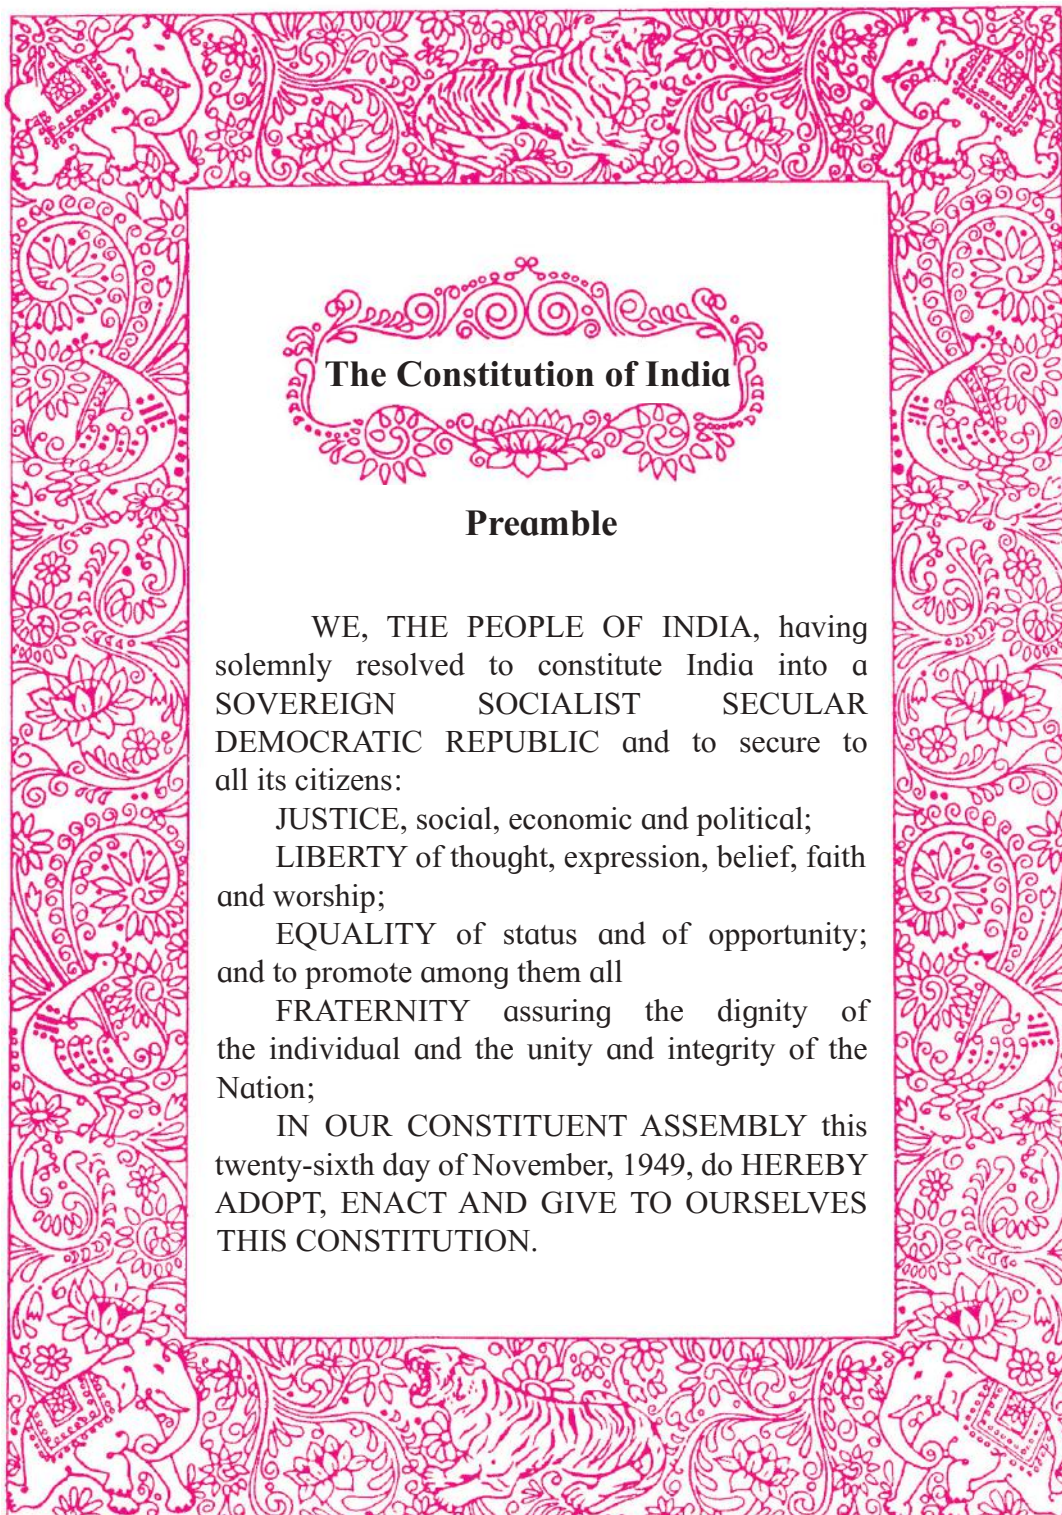 The Constitution of India
Preamble
WE, THE PEOPLE OF INDIA, having
solemnly resolved to constitute India into a
SOVEREIGN SOCIALIST SECULAR
DEMOCRATIC REPUBLIC and to secure to
all its citizens:
JUSTICE, social, economic and political;
LIBERTY of thought, expression, belief, faith
and worship;
EQUALITY of status and of opportunity;
and to promote among them all
FRATERNITY assuring the dignity of
the individual and the unity and integrity of the
Nation;
IN OUR CONSTITUENT ASSEMBLY this
twenty-sixth day of November, 1949, do HEREBY
ADOPT, ENACT AND GIVE TO OURSELVES
THIS CONSTITUTION.